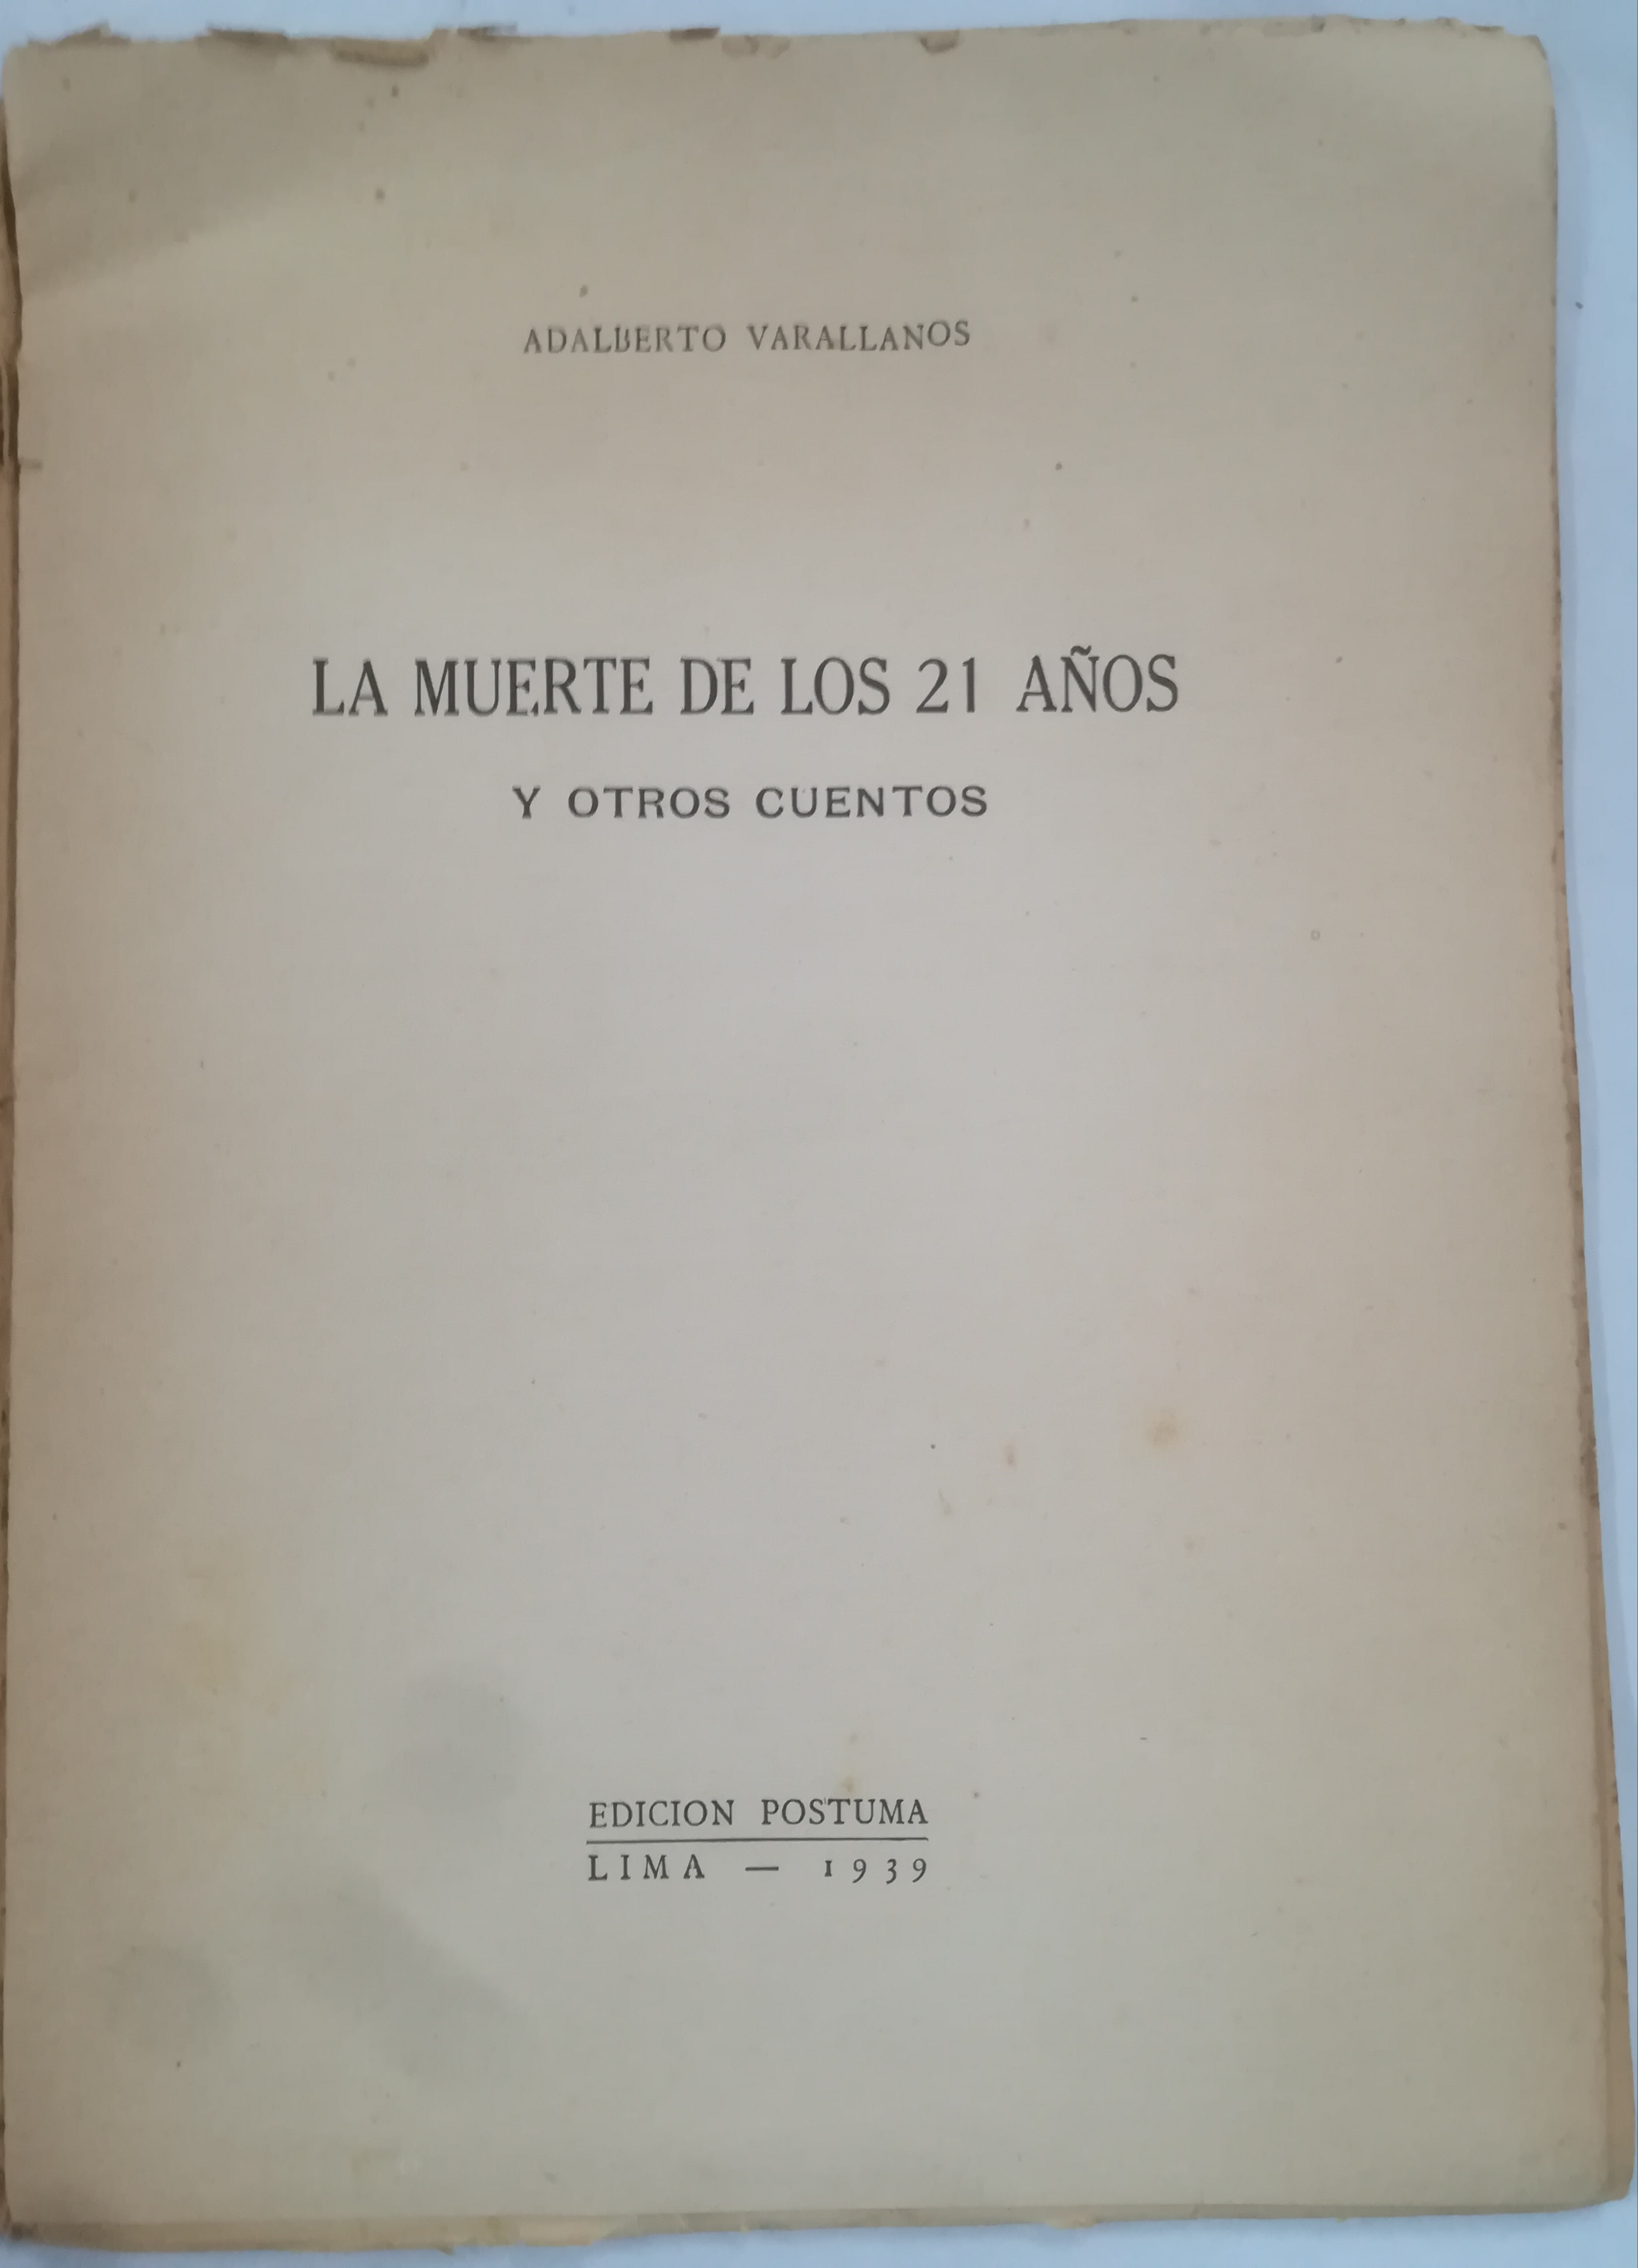 ADALBERTO VARALLANOS
LA MUERTE DE LOS 21 AÑOS
Y OTROS CUENTOS
EDICION POSTUMA
LIMA — 1939